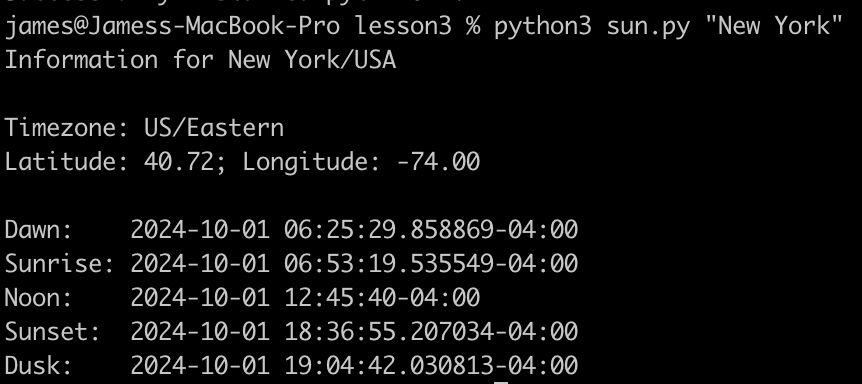 james@Jamess-MacBook-Pro lesson3 % python3 sun.py "New York"
Information for New York/USA
Timezone: US/Eastern
Latitude: 40.72; Longitude: -74.00
Dawn:    2024-10-01 06:25:29.858869-04:00
Sunrise: 2024-10-01 06:53:19.535549-04:00
Noon:    2024-10-01 12:45:40-04:00
Sunset:  2024-10-01 18:36:55.207034-04:00
Dusk:    2024-10-01 19:04:42.030813-04:00